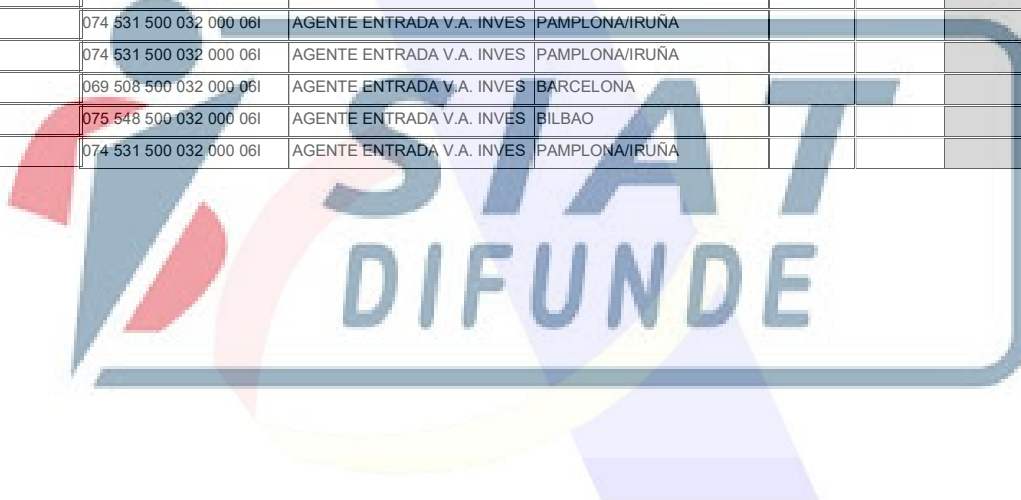 074 531 500 032 000 06I AGENTE ENTRADA V.A. INVES PAMPLONA/IRUÑA
074 531 500 032 000 06I AGENTE ENTRADA V.A. INVES PAMPLONA/IRUÑA
069 508 500 032 000 06I AGENTE ENTRADA V.A. INVES BARCELONA
075 548 500 032 000 06I AGENTE ENTRADA V.A. INVES BILBAO
074 531 500 032 000 06I AGENTE ENTRADA V.A. INVES PAMPLONA/IRUÑA
SIAT
DIFUNDE